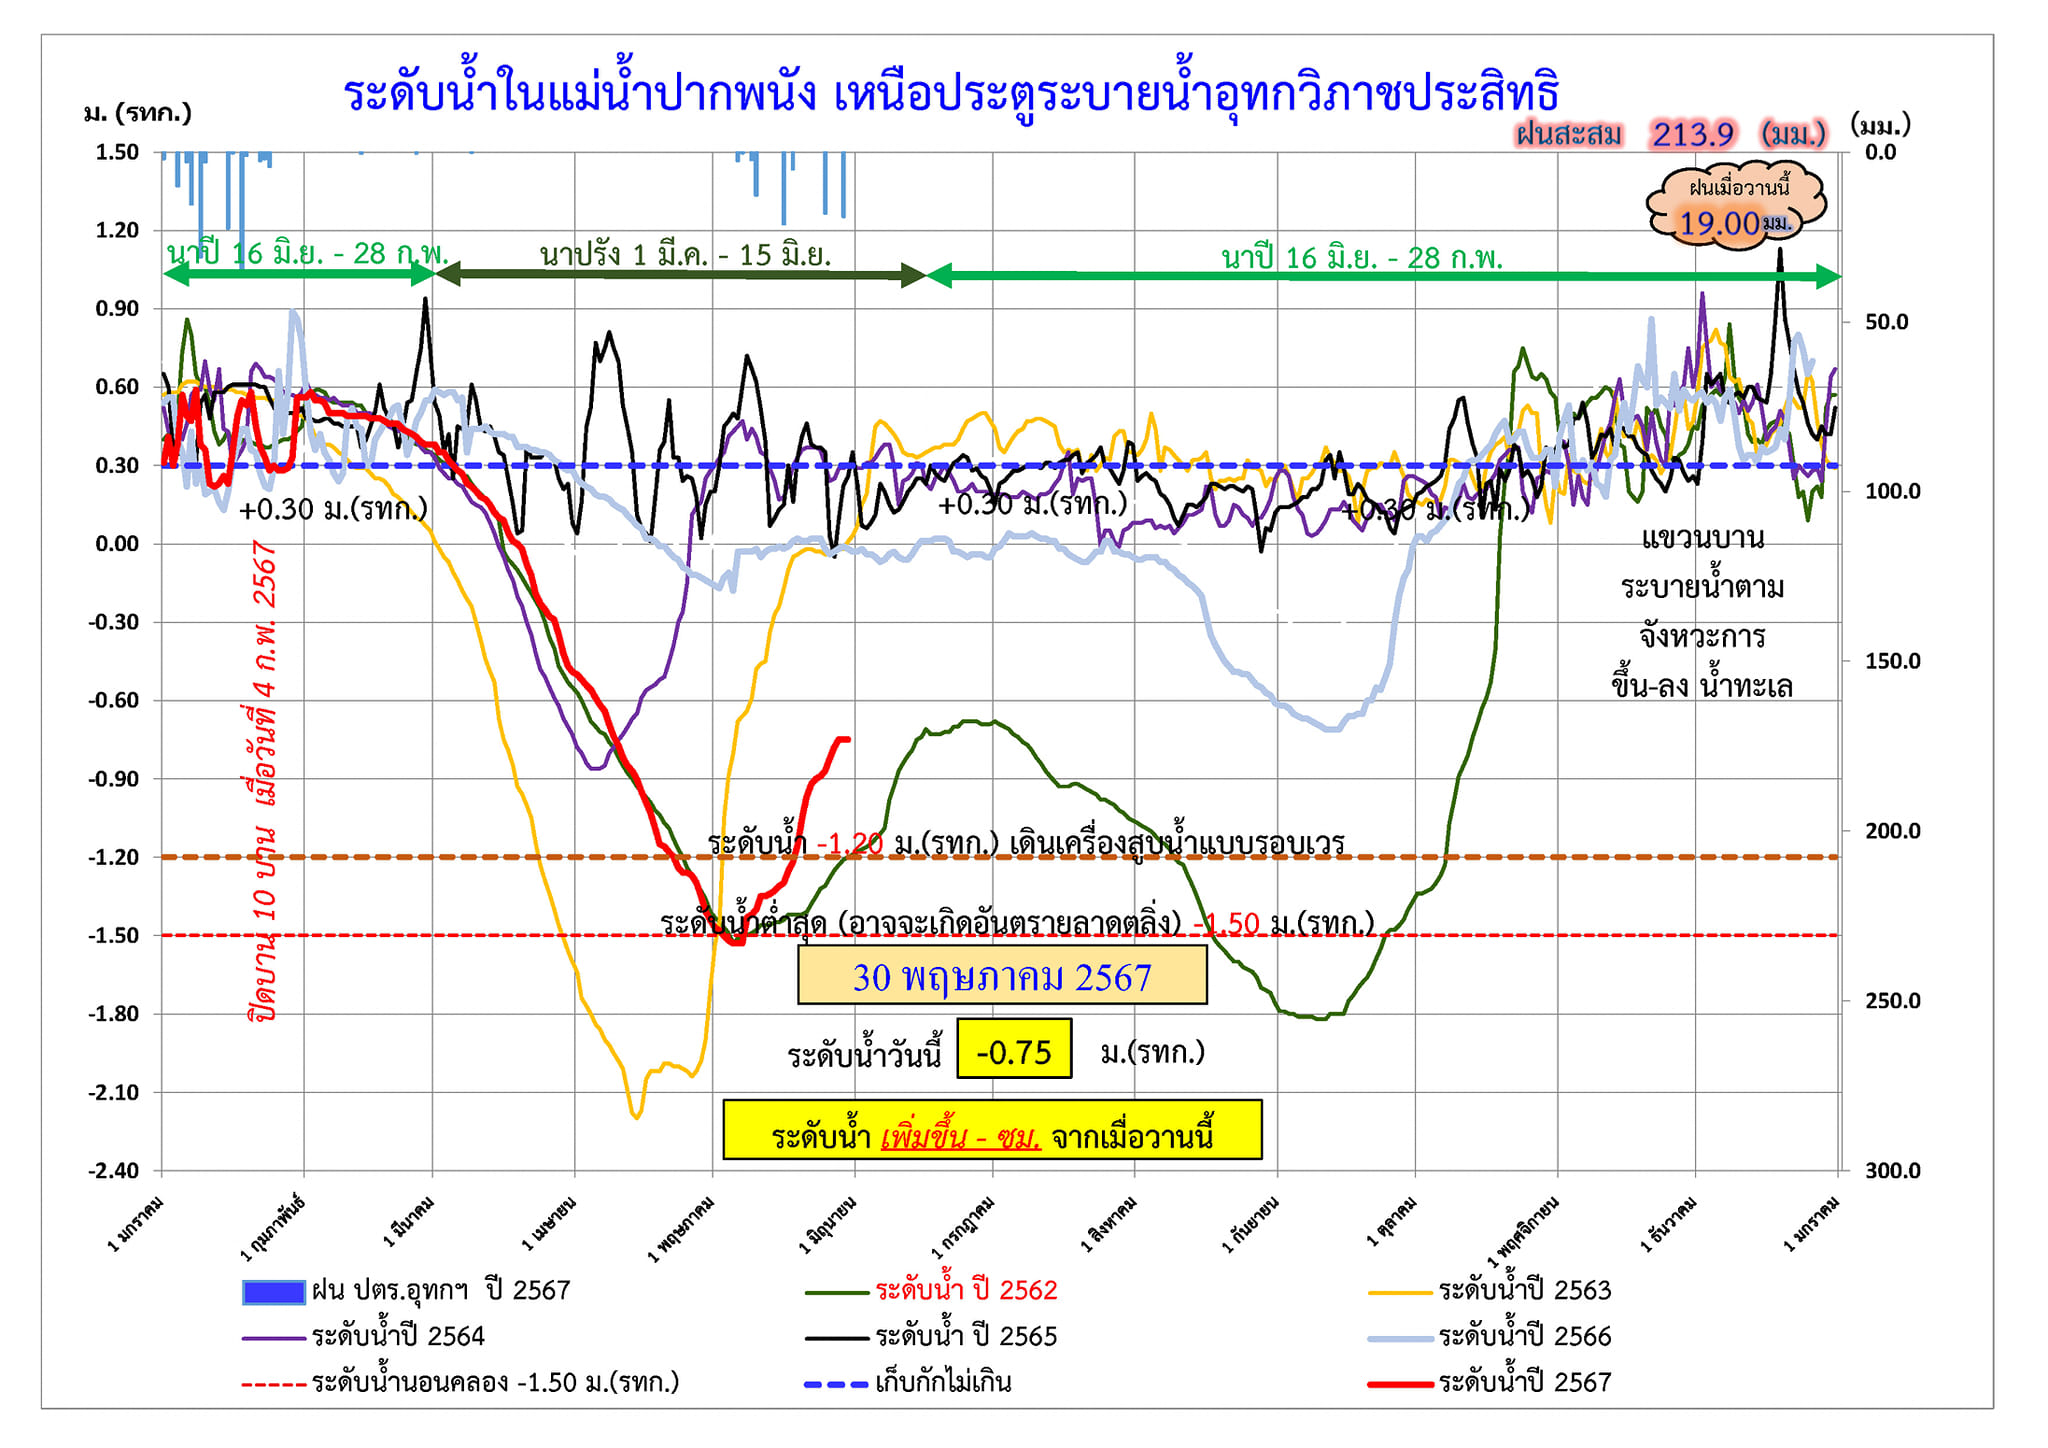 ระดับน้ำในแม่น้ำปากพนัง เหนือประตูระบายน้ำอุทกวิภาชประสิทธิ
ม. (รทก.)
(มม.)
ฝนสะสม 213.9 (มม.)
ฝนเมื่อวานนี้
19.00 มม.
1.50
1.20
0.90
0.60
0.30
0.00
-0.30
-0.60
-0.90
-1.20
-1.50
-1.80
-2.10
-2.40
0.0
50.0
100.0
150.0
200.0
250.0
300.0
นาปี 16 มิ.ย. - 28 ก.พ.
นาปรัง 1 มี.ค. - 15 มิ.ย.
นาปี 16 มิ.ย. - 28 ก.พ.
+0.30 ม.(รทก.)
+0.30 ม.(รทก.)
+0.30 ม.(รทก.)
ปิดบาน 10 บาน เมื่อวันที่ 4 ก.พ. 2567
แขวนบาน
ระบายน้ำตาม
จังหวะการ
ขึ้น-ลง น้ำทะเล
ระดับน้ำ -1.20 ม.(รทก.) เดินเครื่องสูบน้ำแบบรอบเวร
ระดับน้ำต่ำสุด (อาจจะเกิดอันตรายลาดตลิ่ง) -1.50 ม.(รทก.)
30 พฤษภาคม 2567
ระดับน้ำวันนี้ -0.75 ม.(รทก.)
ระดับน้ำ เพิ่มขึ้น - ซม. จากเมื่อวานนี้
1 มกราคม
1 กุมภาพันธ์
1 มีนาคม
1 เมษายน
1 พฤษภาคม
1 มิถุนายน
1 กรกฎาคม
1 สิงหาคม
1 กันยายน
1 ตุลาคม
1 พฤศจิกายน
1 ธันวาคม
1 มกราคม
ฝน ปตร.อุทกฯ ปี 2567
ระดับน้ำ ปี 2562
ระดับน้ำปี 2563
ระดับน้ำปี 2564
ระดับน้ำ ปี 2565
ระดับน้ำปี 2566
ระดับน้ำนอนคลอง -1.50 ม.(รทก.)
เก็บกักไม่เกิน
ระดับน้ำปี 2567